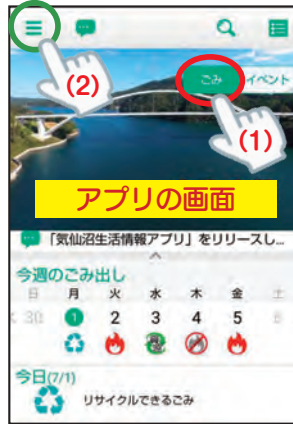 (2)
ごみ
イベント
(1)
アプリの画面
「気仙沼生活情報アプリ」をリリースし...
今週のごみ出し
日 月 火 水 木 金 土
30 1 2 3 4 5 6
今日(7/1)
リサイクルできるごみ